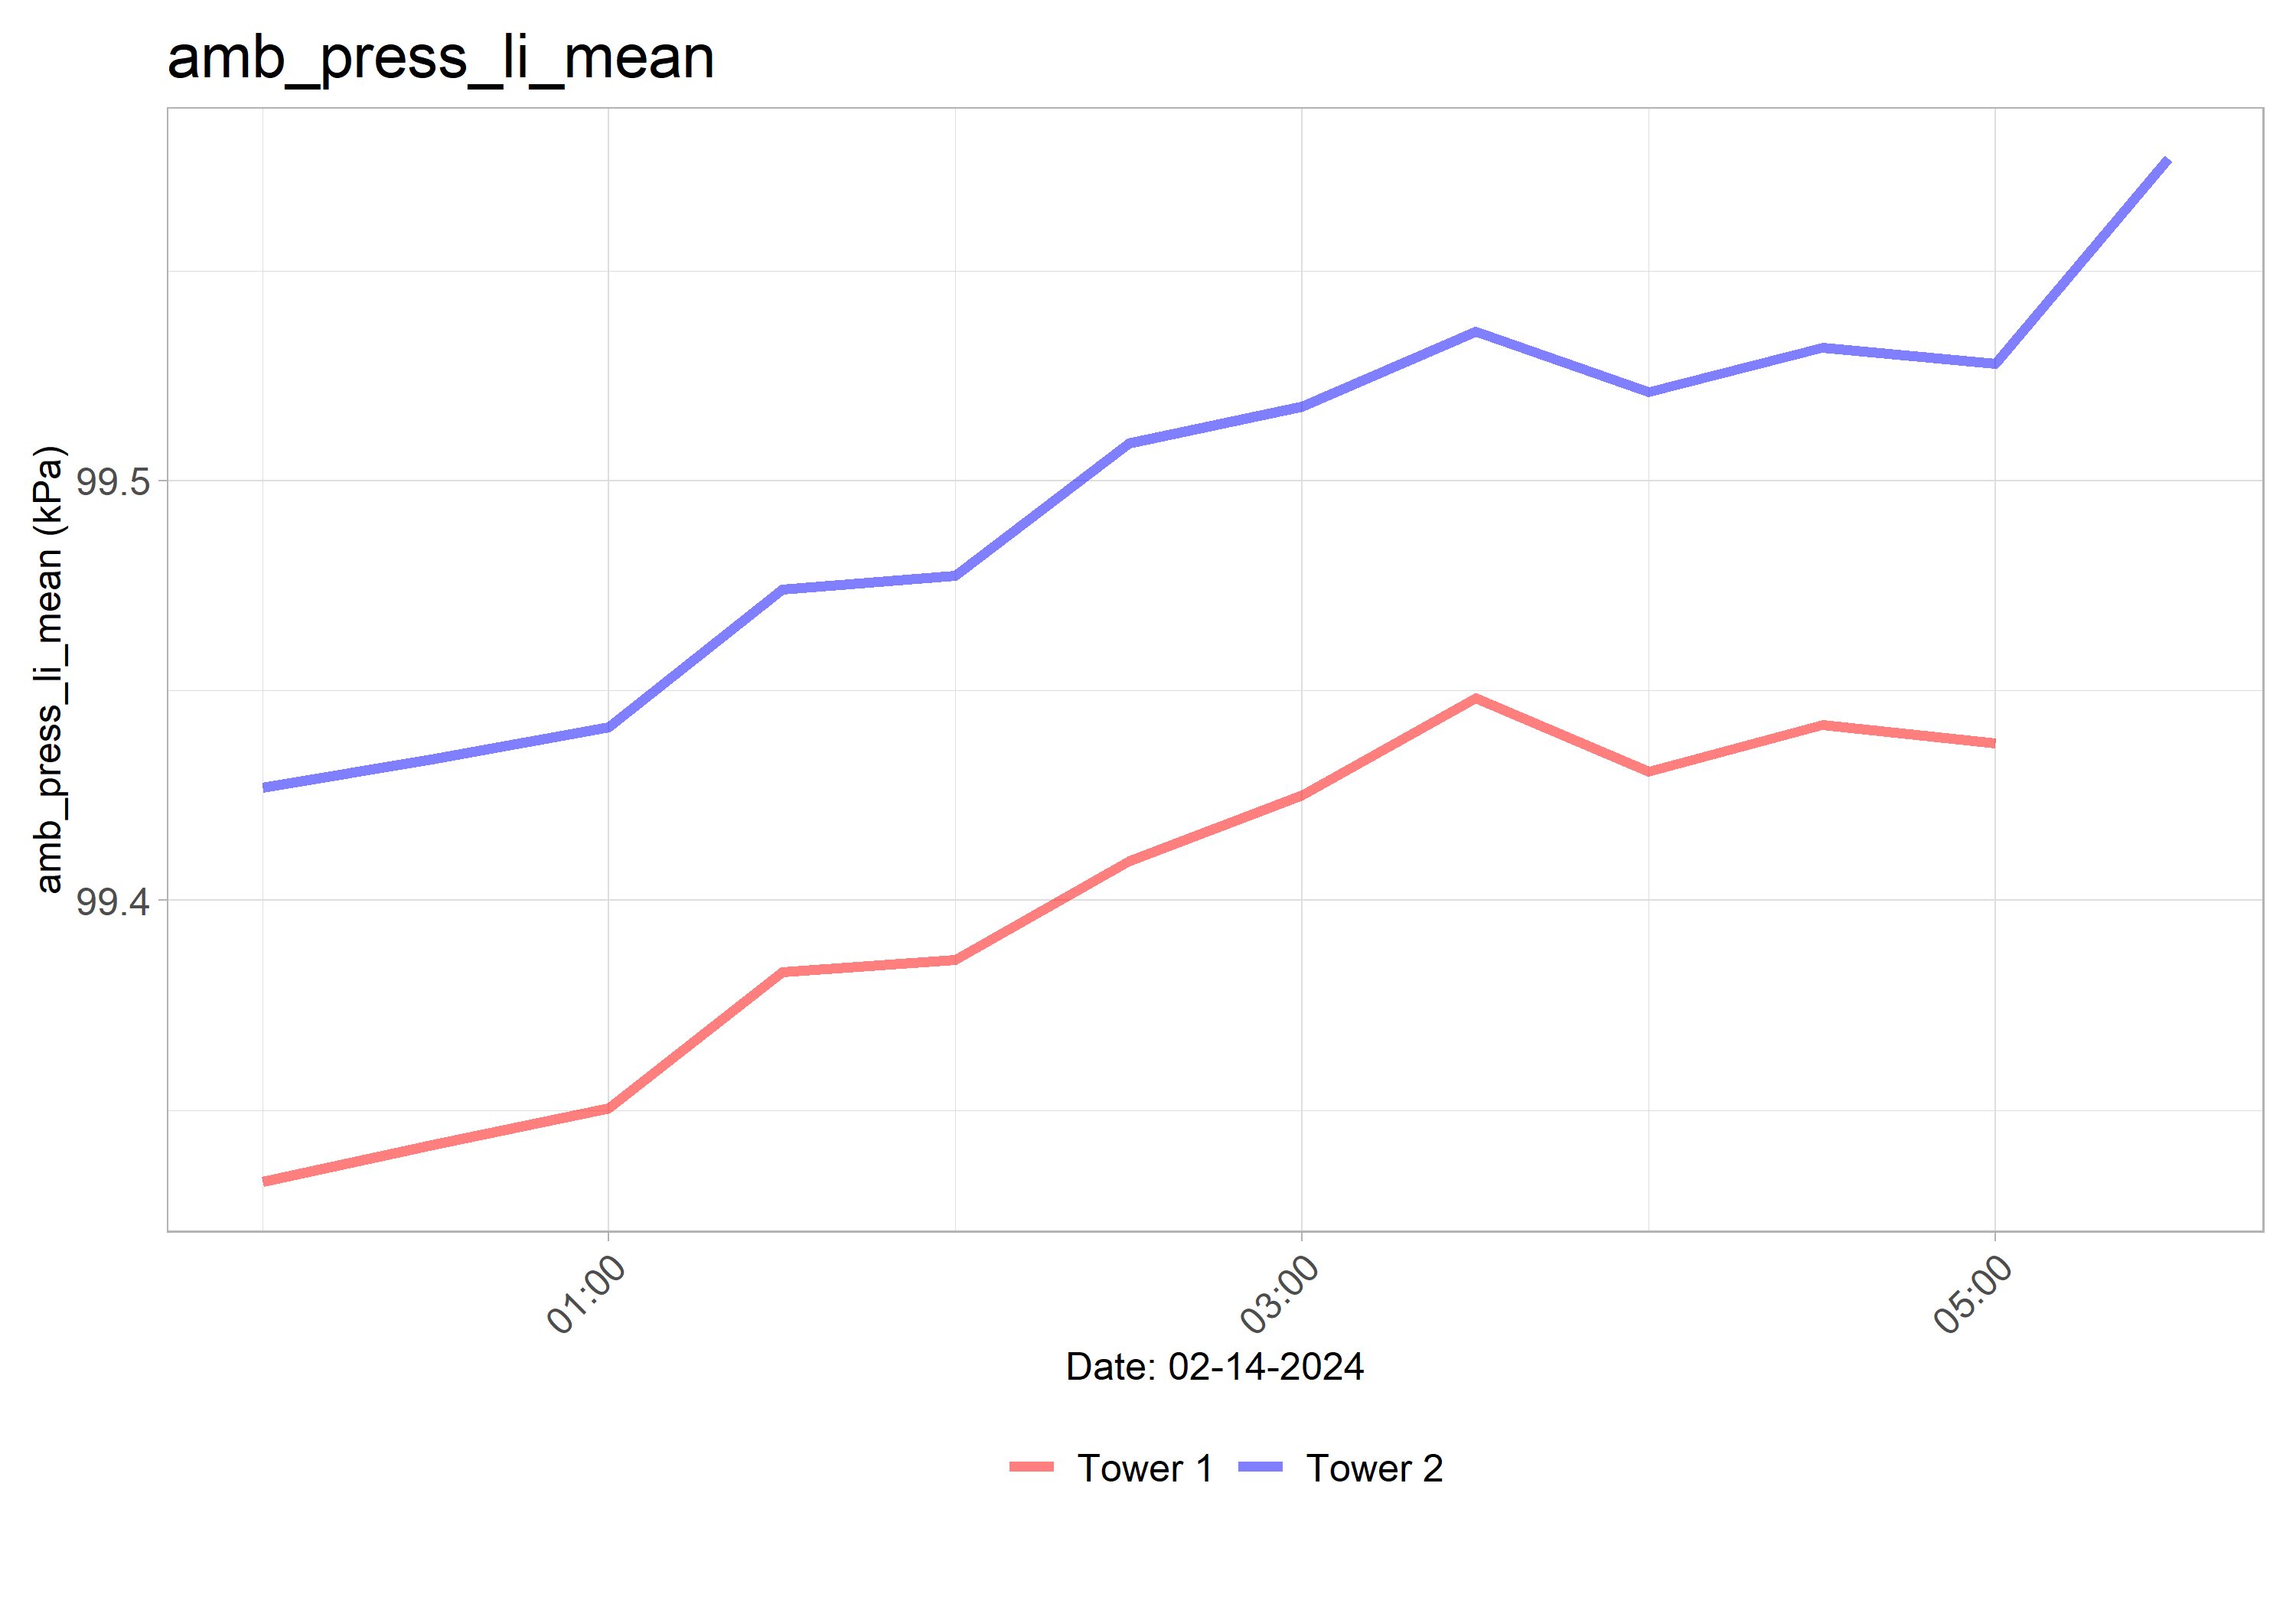 amb_press_li_mean
amb_press_li_mean (kPa)
99.5
99.4
01:00
03:00
05:00
Date: 02-14-2024
Tower 1
Tower 2